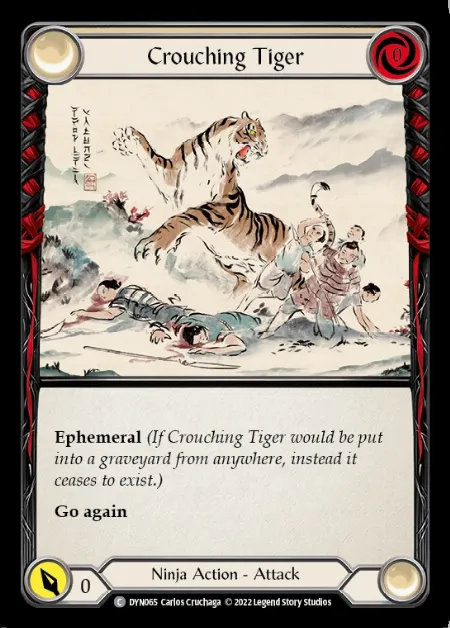 Crouching Tiger
0
Ephemeral (If Crouching Tiger would be put
into a graveyard from anywhere, instead it
ceases to exist.)
Go again
0
Ninja Action - Attack
C DYN065 Carlos Cruchaga © 2022 Legend Story Studios